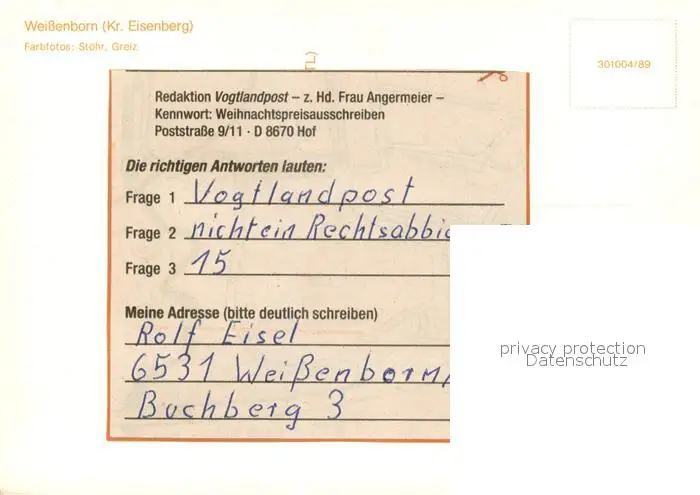 Weißenborn (Kr. Eisenberg)
Farbfotos: Stöhr, Greiz
301004/89
Redaktion Vogtlandpost – z. Hd. Frau Angermeier –
Kennwort: Weihnachtspreisausschreiben
Poststraße 9/11 · D 8670 Hof
Die richtigen Antworten lauten:
Frage 1 Vogtlandpost
Frage 2 nicht ein Rechtsabbie
Frage 3 15
Meine Adresse (bitte deutlich schreiben)
Rolf Eisel
6531 Weißenborn,
Buchberg 3
privacy protection
Datenschutz